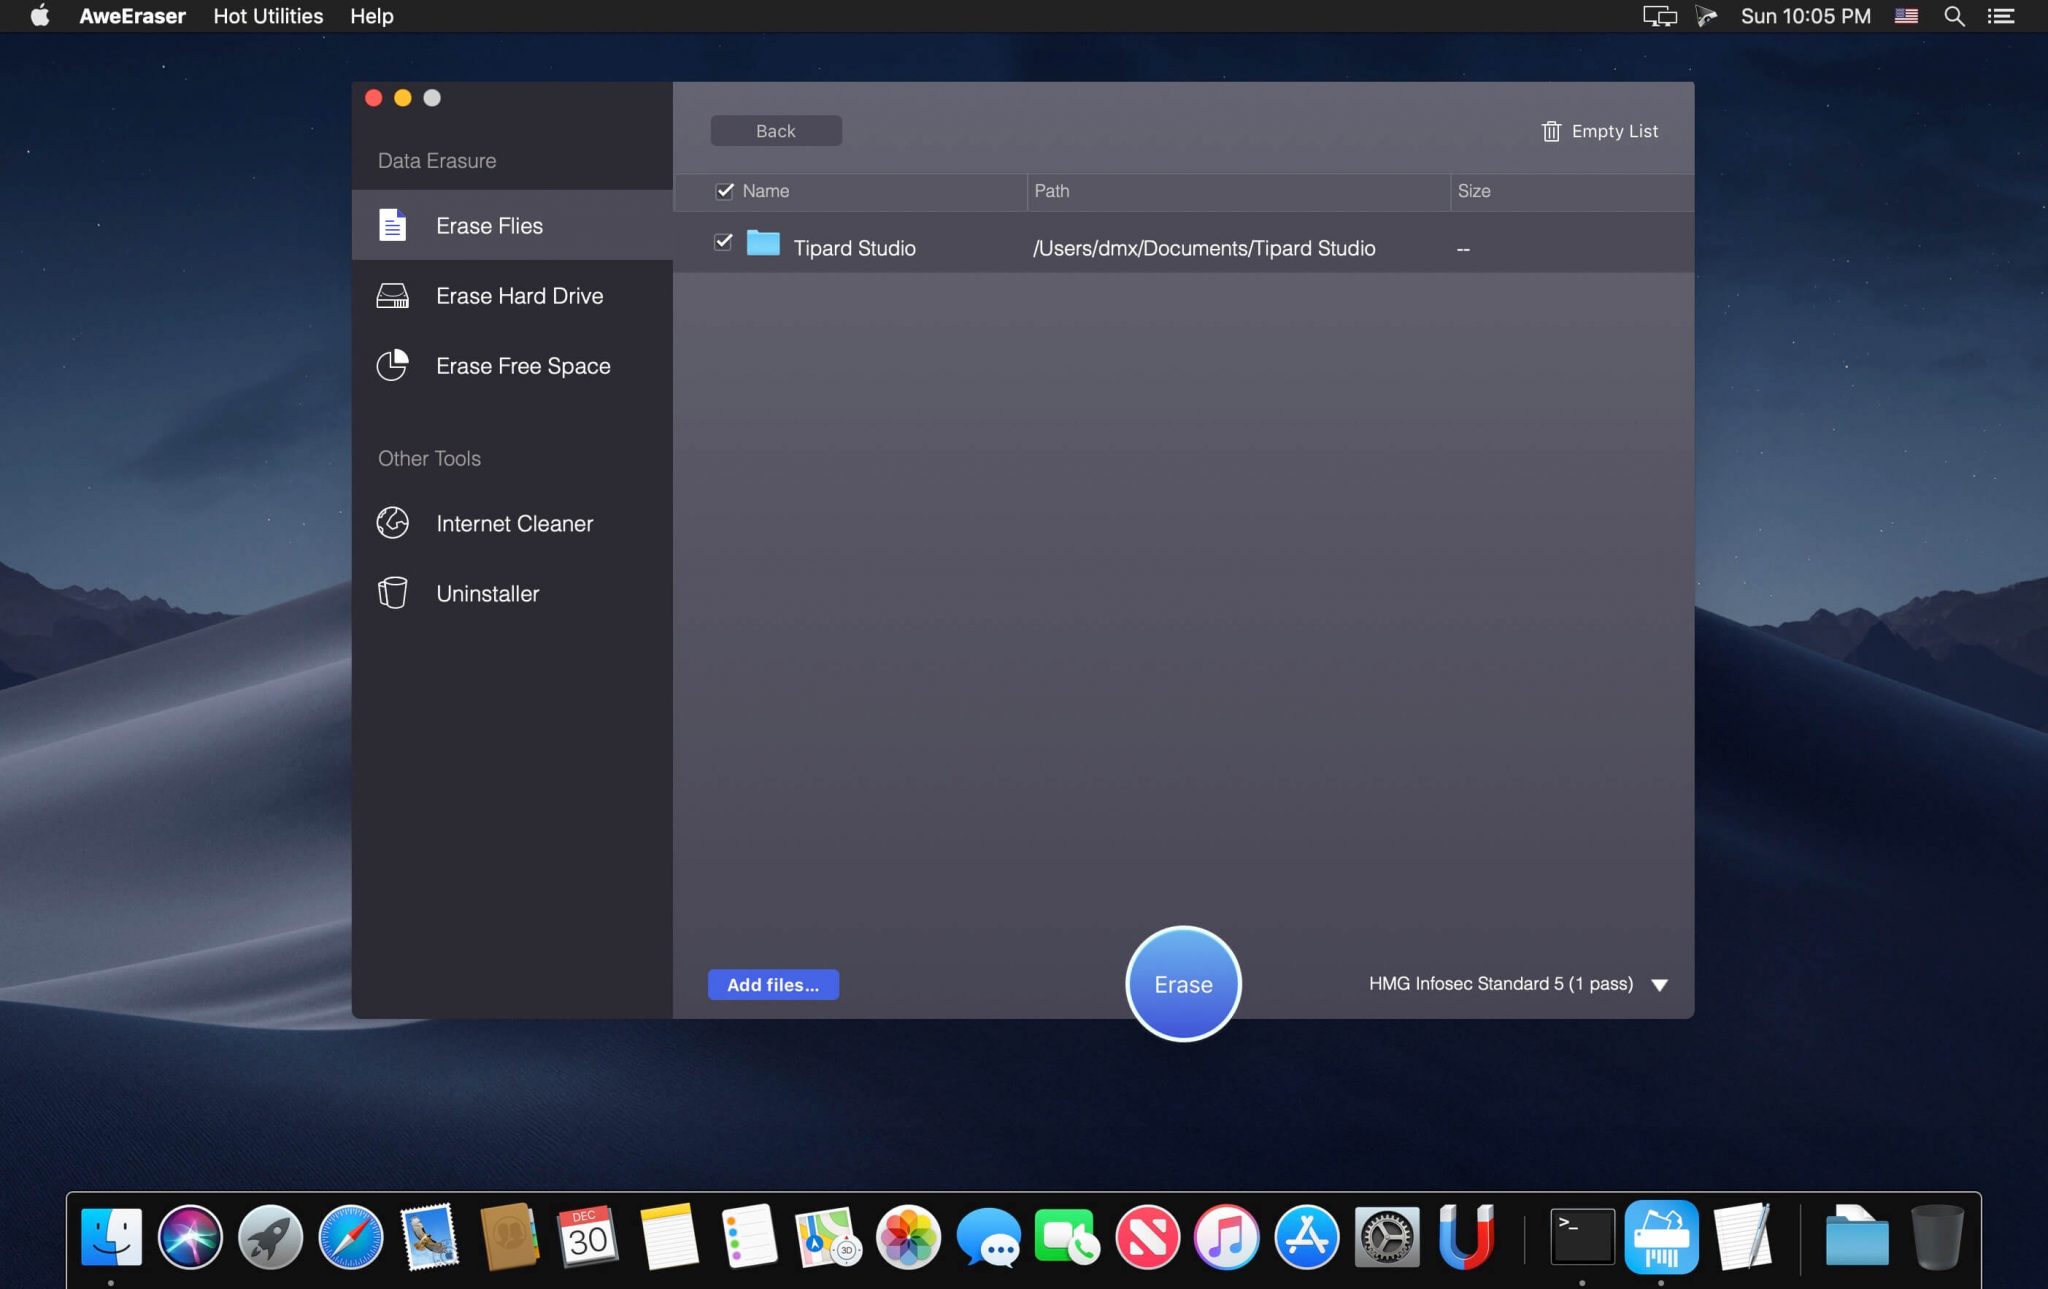 AweEraser Hot Utilities Help Sun 10:05 PM
Back Empty List
Data Erasure
Name Path Size
Erase Flies
Tipard Studio /Users/dmx/Documents/Tipard Studio --
Erase Hard Drive
Erase Free Space
Other Tools
Internet Cleaner
Uninstaller
Add files... Erase HMG Infosec Standard 5 (1 pass)
DEC
30
3D
>_